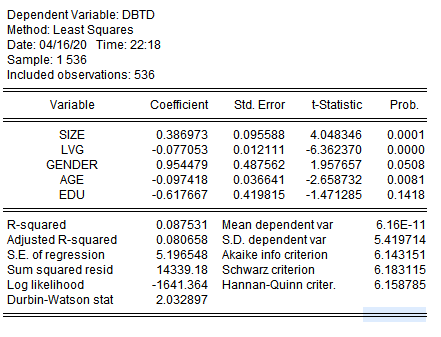 Dependent Variable: DBTD
Method: Least Squares
Date: 04/16/20 Time: 22:18
Sample: 1 536
Included observations: 536
Variable Coefficient Std. Error t-Statistic Prob.
SIZE 0.386973 0.095588 4.048346 0.0001
LVG -0.077053 0.012111 -6.362370 0.0000
GENDER 0.954479 0.487562 1.957657 0.0508
AGE -0.097418 0.036641 -2.658732 0.0081
EDU -0.617667 0.419815 -1.471285 0.1418
R-squared 0.087531 Mean dependent var 6.16E-11
Adjusted R-squared 0.080658 S.D. dependent var 5.419714
S.E. of regression 5.196548 Akaike info criterion 6.143151
Sum squared resid 14339.18 Schwarz criterion 6.183115
Log likelihood -1641.364 Hannan-Quinn criter. 6.158785
Durbin-Watson stat 2.032897